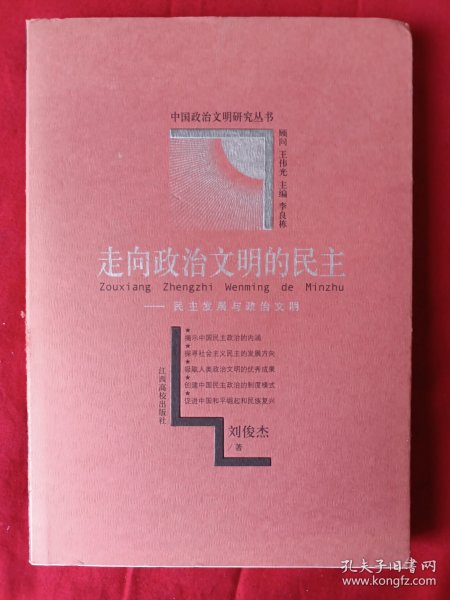 中国政治文明研究丛书
顾问 王伟光 主编 李良栋
走向政治文明的民主
Zouxiang Zhengzhi Wenming de Minzhu
——民主发展与政治文明
★
揭示中国民主政治的内涵
★
探寻社会主义民主的发展方向
★
吸取人类政治文明的优秀成果
★
创建中国民主政治的制度模式
★
促进中国和平崛起和民族复兴
江西高校出版社
刘俊杰
／著
孔夫子旧书网
www.kongfz.com